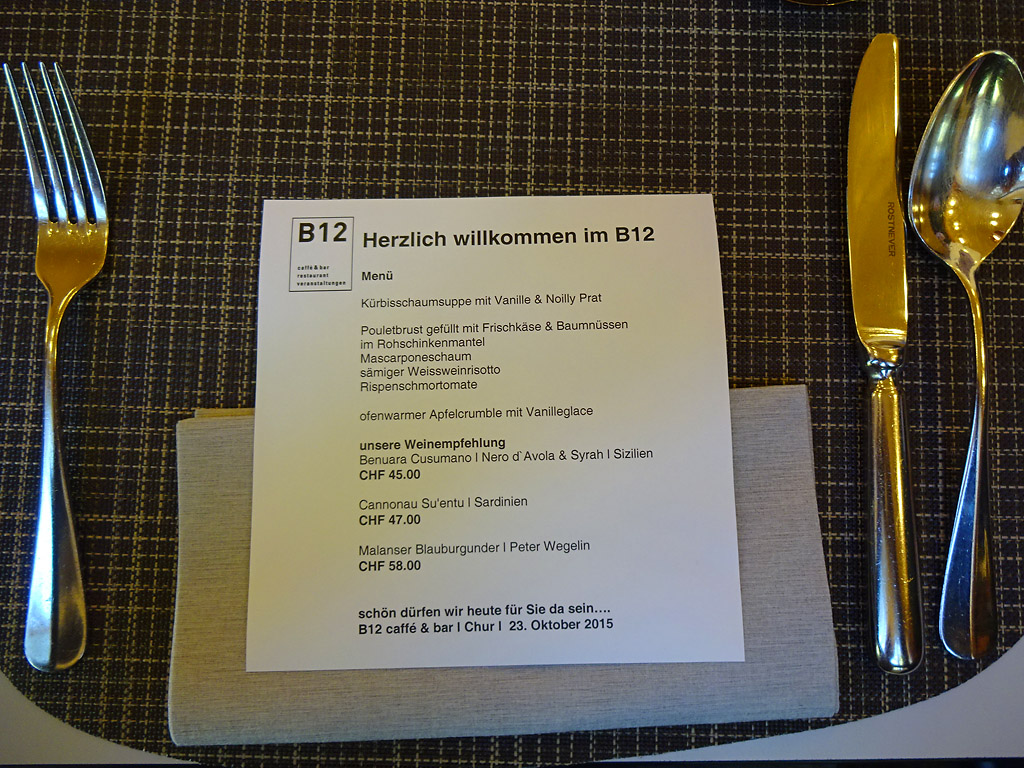 B12
caffé & bar
restaurant
veranstaltungen
Herzlich willkommen im B12
Menü
Kürbisschaumsuppe mit Vanille & Noilly Prat
Pouletbrust gefüllt mit Frischkäse & Baumnüssen
im Rohschinkenmantel
Mascarponeschaum
sämiger Weissweinrisotto
Rispenschmortomate
ofenwarmer Apfelcrumble mit Vanilleglace
unsere Weinempfehlung
Benuara Cusumano l Nero d`Avola & Syrah l Sizilien
CHF 45.00
Cannonau Su'entu l Sardinien
CHF 47.00
Malanser Blauburgunder l Peter Wegelin
CHF 58.00
schön dürfen wir heute für Sie da sein....
B12 caffé & bar l Chur l 23. Oktober 2015
ROSTNEVER